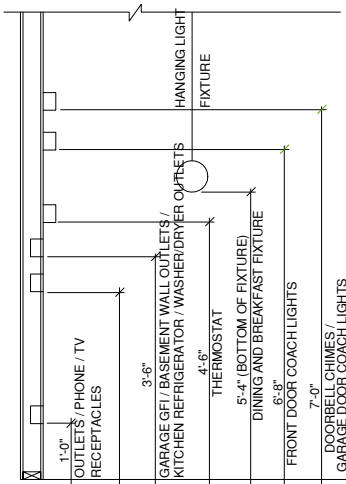 HANGING LIGHT
FIXTURE
1'-0"
OUTLETS / PHONE / TV
RECEPTACLES
3'-6"
GARAGE GFI / BASEMENT WALL OUTLETS /
KITCHEN REFRIGERATOR / WASHER/DRYER OUTLETS
4'-6"
THERMOSTAT
5'-4" (BOTTOM OF FIXTURE)
DINING AND BREAKFAST FIXTURE
6'-8"
FRONT DOOR COACH LIGHTS
7'-0"
DOORBELL CHIMES /
GARAGE DOOR COACH LIGHTS